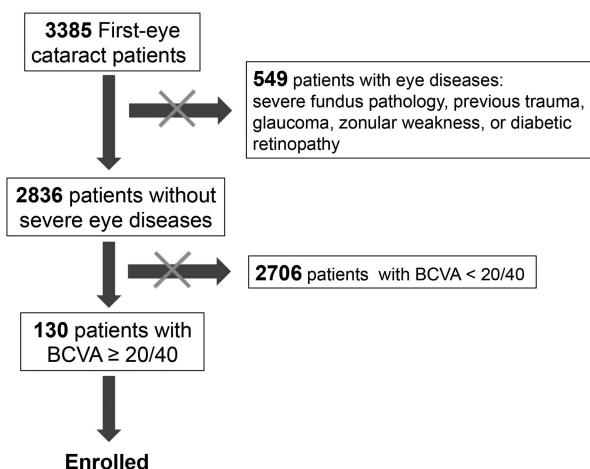 3385 First-eye
cataract patients
549 patients with eye diseases:
severe fundus pathology, previous trauma,
glaucoma, zonular weakness, or diabetic
retinopathy
2836 patients without
severe eye diseases
2706 patients with BCVA < 20/40
130 patients with
BCVA ≥ 20/40
Enrolled